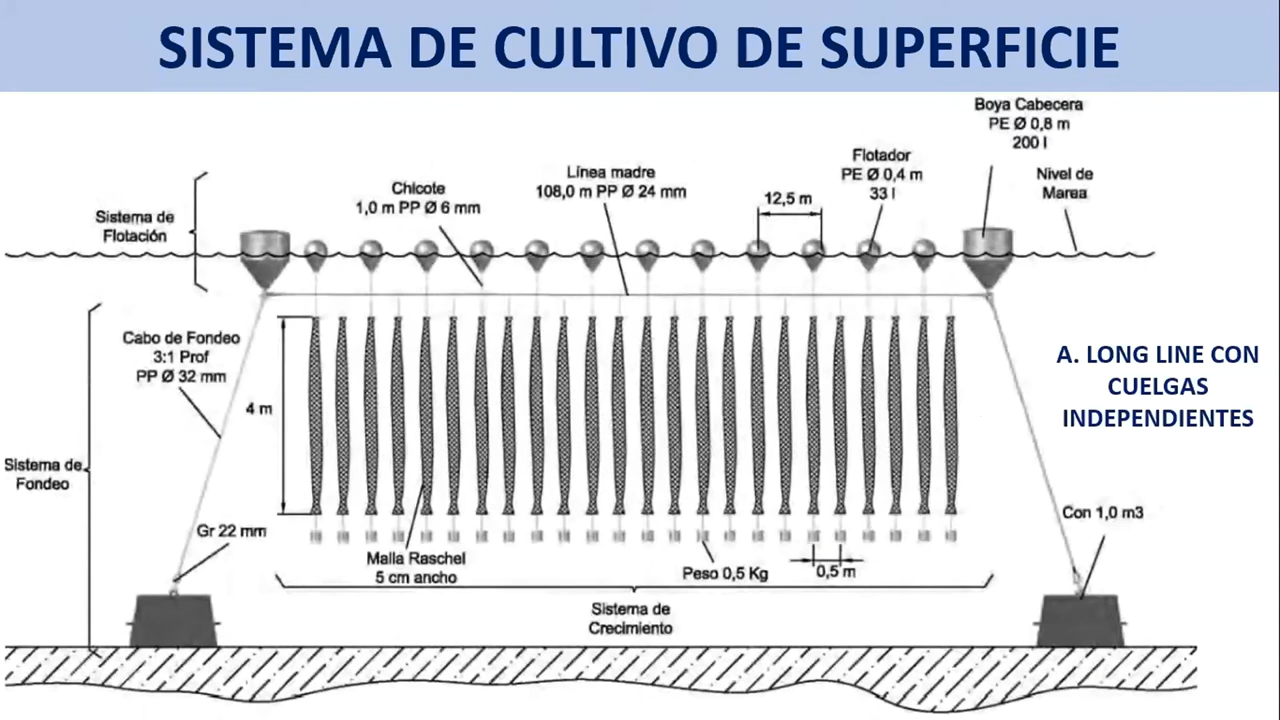 SISTEMA DE CULTIVO DE SUPERFICIE
Boya Cabecera
PE Ø 0,8 m
200 l
Flotador
PE Ø 0,4 m
33 l
Nivel de
Marea
Línea madre
108,0 m PP Ø 24 mm
Chicote
1,0 m PP Ø 6 mm
12,5 m
Sistema de
Flotación
Cabo de Fondeo
3:1 Prof
PP Ø 32 mm
4 m
A. LONG LINE CON
CUELGAS
INDEPENDIENTES
Sistema de
Fondeo
Gr 22 mm
Con 1,0 m3
Malla Raschel
5 cm ancho
Peso 0,5 Kg
0,5 m
Sistema de
Crecimiento